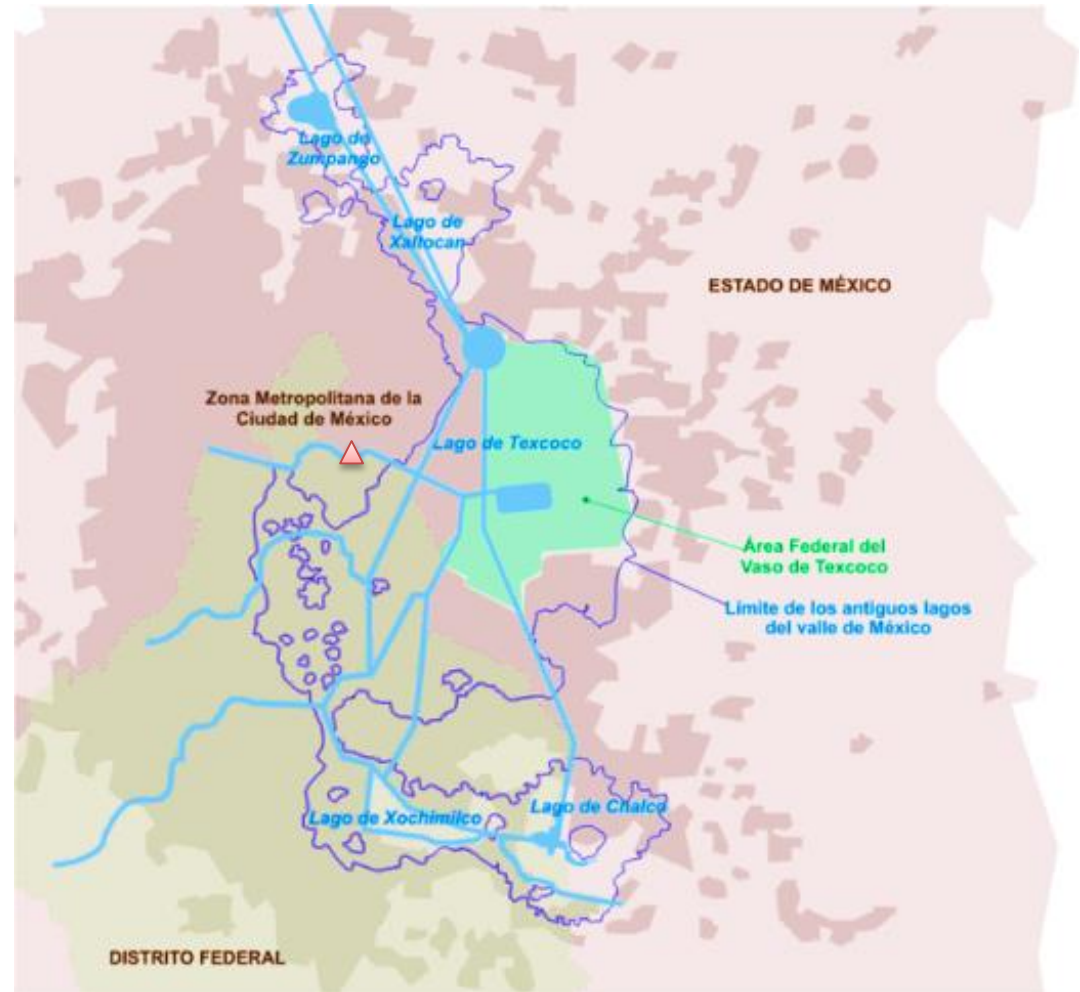 Lago de
Zumpango
Lago de
Xallocan
ESTADO DE MÉXICO
Zona Metropolitana de la
Ciudad de México
Lago de Texcoco
Área Federal del
Vaso de Texcoco
Límite de los antiguos lagos
del valle de México
Lago de Chalco
Lago de Xochimilco
DISTRITO FEDERAL